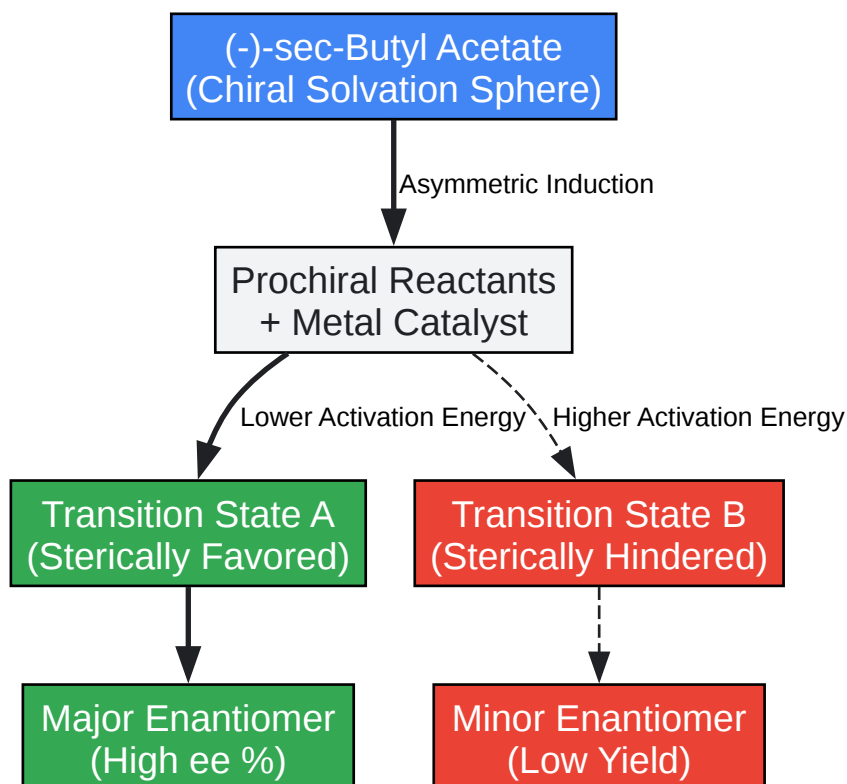 (-)-sec-Butyl Acetate
(Chiral Solvation Sphere)
Asymmetric Induction
Prochiral Reactants
+ Metal Catalyst
Lower Activation Energy
Higher Activation Energy
Transition State A
(Sterically Favored)
Transition State B
(Sterically Hindered)
Major Enantiomer
(High ee %)
Minor Enantiomer
(Low Yield)